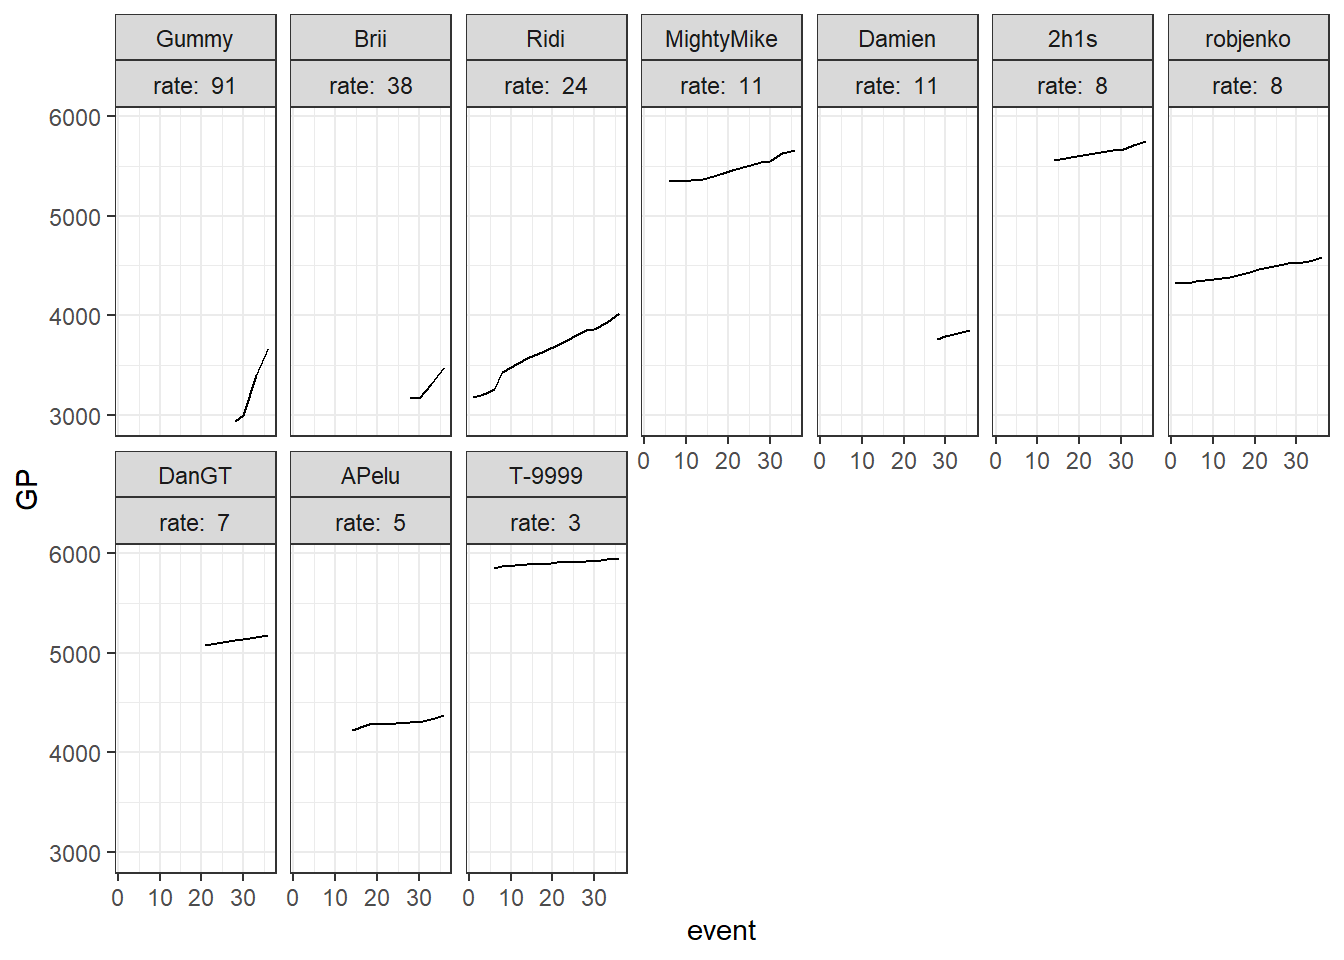 Gummy Brii Ridi MightyMike Damien 2h1s robjenko
rate: 91 rate: 38 rate: 24 rate: 11 rate: 11 rate: 8 rate: 8
6000
5000
4000
3000
0 10 20 30 0 10 20 30 0 10 20 30 0 10 20 30
DanGT APelu T-9999
rate: 7 rate: 5 rate: 3
GP
6000
5000
4000
3000
0 10 20 30 0 10 20 30 0 10 20 30
event